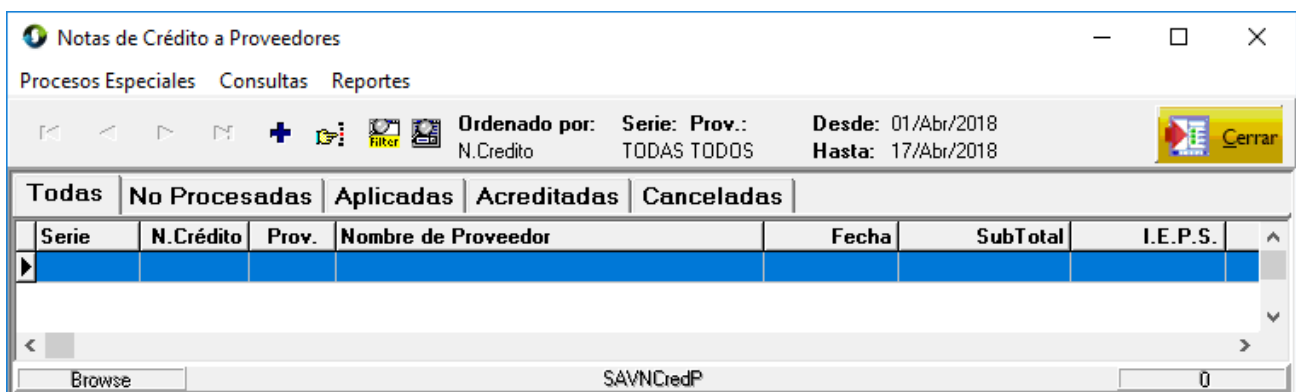 Notas de Crédito a Proveedores
Procesos Especiales Consultas Reportes
Filter Ordenado por: Serie: Prov.: Desde: 01/Abr/2018 Cerrar
N.Credito TODAS TODOS Hasta: 17/Abr/2018
Todas No Procesadas Aplicadas Acreditadas Canceladas
Serie N.Crédito Prov. Nombre de Proveedor Fecha SubTotal I.E.P.S.
Browse SAVNCredP 0